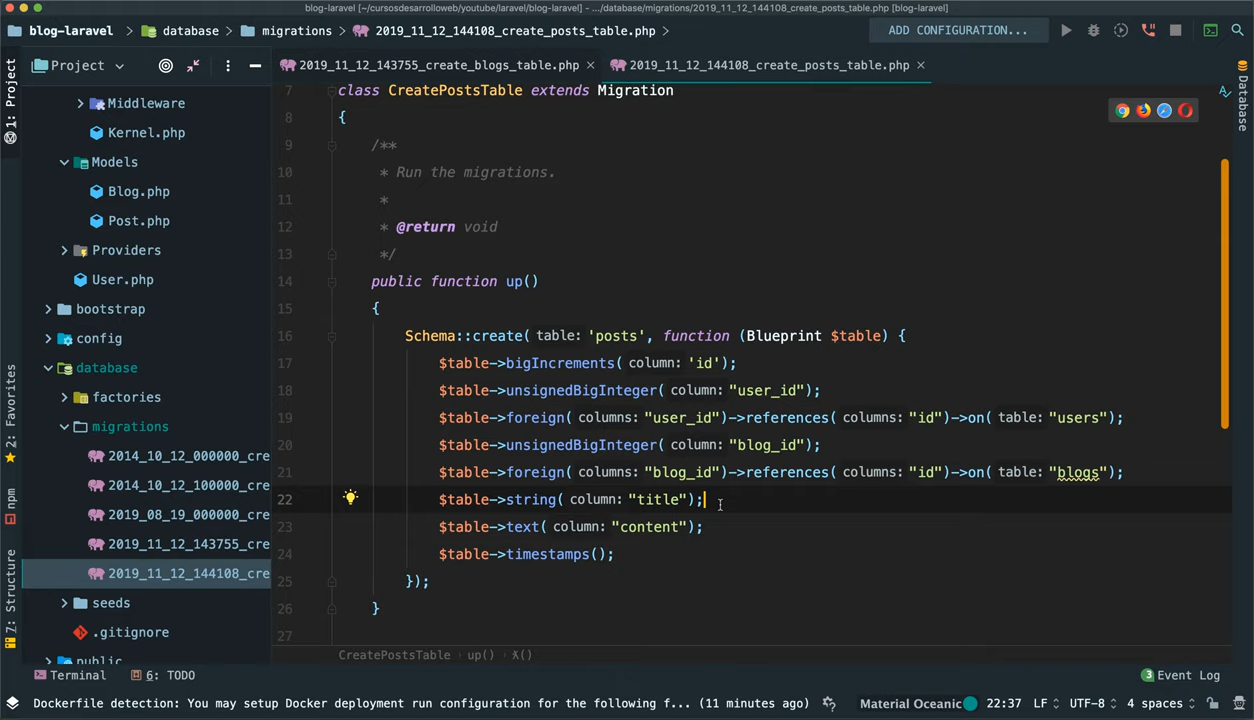 blog-laravel [~/cursosdesarrolloweb/youtube/laravel/blog-laravel] - .../database/migrations/2019_11_12_144108_create_posts_table.php [blog-laravel]
blog-laravel
database
migrations
2019_11_12_144108_create_posts_table.php
ADD CONFIGURATION...
1: Project
2: Favorites
npm
7: Structure
Project
Middleware
Kernel.php
Models
Blog.php
Post.php
Providers
User.php
bootstrap
config
database
factories
migrations
2014_10_12_000000_cre
2014_10_12_100000_cre
2019_08_19_000000_cre
2019_11_12_143755_cre
2019_11_12_144108_cre
seeds
.gitignore
public
2019_11_12_143755_create_blogs_table.php
2019_11_12_144108_create_posts_table.php
7 class CreatePostsTable extends Migration
8 {
9 /**
10 * Run the migrations.
11 *
12 * @return void
13 */
14 public function up()
15 {
16 Schema::create( table: 'posts', function (Blueprint $table) {
17 $table->bigIncrements( column: 'id');
18 $table->unsignedBigInteger( column: "user_id");
19 $table->foreign( columns: "user_id")->references( columns: "id")->on( table: "users");
20 $table->unsignedBigInteger( column: "blog_id");
21 $table->foreign( columns: "blog_id")->references( columns: "id")->on( table: "blogs");
22 $table->string( column: "title");
23 $table->text( column: "content");
24 $table->timestamps();
25 });
26 }
27
CreatePostsTable › up() › λ()
Database
Terminal
6: TODO
3 Event Log
Dockerfile detection: You may setup Docker deployment run configuration for the following f... (11 minutes ago)
Material Oceanic
22:37
LF
UTF-8
4 spaces